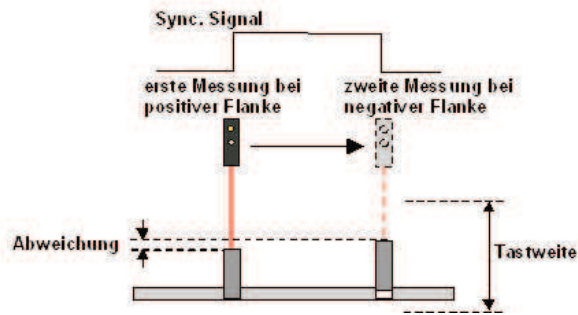 Sync. Signal
erste Messung bei
positiver Flanke
zweite Messung bei
negativer Flanke
Abweichung
Tastweite